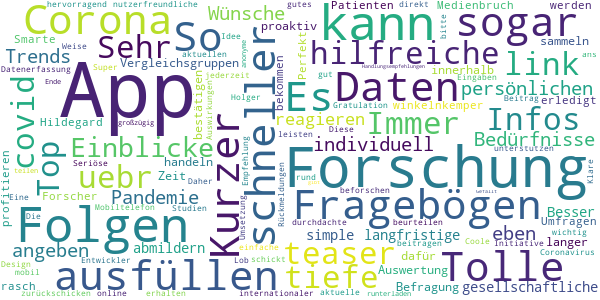 hervorragend nutzerfreundliche
Corona
Wünsche
gutes
Patienten
direkt
Medienbruch
werden
kann
sogar
Smarte
Weise
Sehr
So
Idee
anonyme
proaktiv
Perfekt
Trends
Vergleichsgruppen
aktuellen
hilfreiche
innerhalb
link
sammeln
ans
Datenerfassung
Ende
App
Super
großzügig
bestätigen
Auswirkungen
jederzeit
bekommen
schneller
Es
Handlungsempfehlungen
gut
Daten
Eingaben
mehr
persönlichen
Beitrag
erledigt
covid
Hildegard
Holger
reagieren
Gratulation
Diese
winkelnkemper
Infos
Top
Einblicke
Kurzer
Empfehlung
leisten
Immer
individuell
Bedürfnisse
unterstützen
Klare
profitieren
Seriöse
teilen
uebr
handeln
Zeit
Daher
Forschung
Forscher
Pandemie
Eine
Die
Mobiltelefon
Studien
Umsetzung
Rückmeldungen
rund
beforschen
durchdachte
beurteilen
Fragebögen
Besser
Umfragen
wichtig
Folgen
angeben
abmildern
einfache
simple
langfristige
beitragen
eben
langer
Coole
Initiative
Coronavirus
Design
mobil
rasch
Entwickler
ausfüllen
Lob
schickt
teaser
tiefe
dafür
Auswertung
Befragung
Tolle
gesellschaftliche
zurückschicken
online
erhalten
internationaler
aktuelle
runterladen